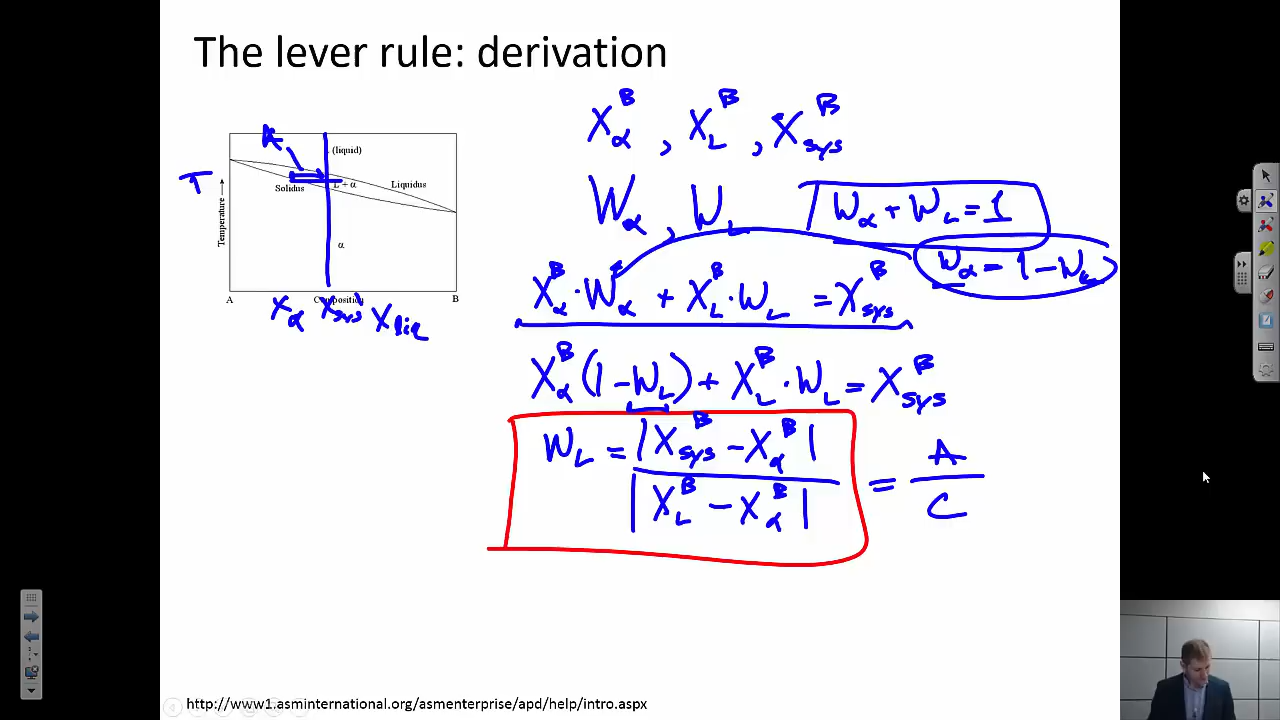 The lever rule: derivation
X_α^B , X_L^B , X_sys^B
W_α , W_L
W_α + W_L = 1
W_α = 1 - W_L
X_α^B · W_α + X_L^B · W_L = X_sys^B
X_α^B (1 - W_L) + X_L^B · W_L = X_sys^B
W_L = |X_sys^B - X_α^B| / |X_L^B - X_α^B| = A / C
A
(liquid)
T
Solidus
L + α
Liquidus
Temperature
α
A
Composition
B
X_α X_sys X_liq
http://www1.asminternational.org/asmenterprise/apd/help/intro.aspx